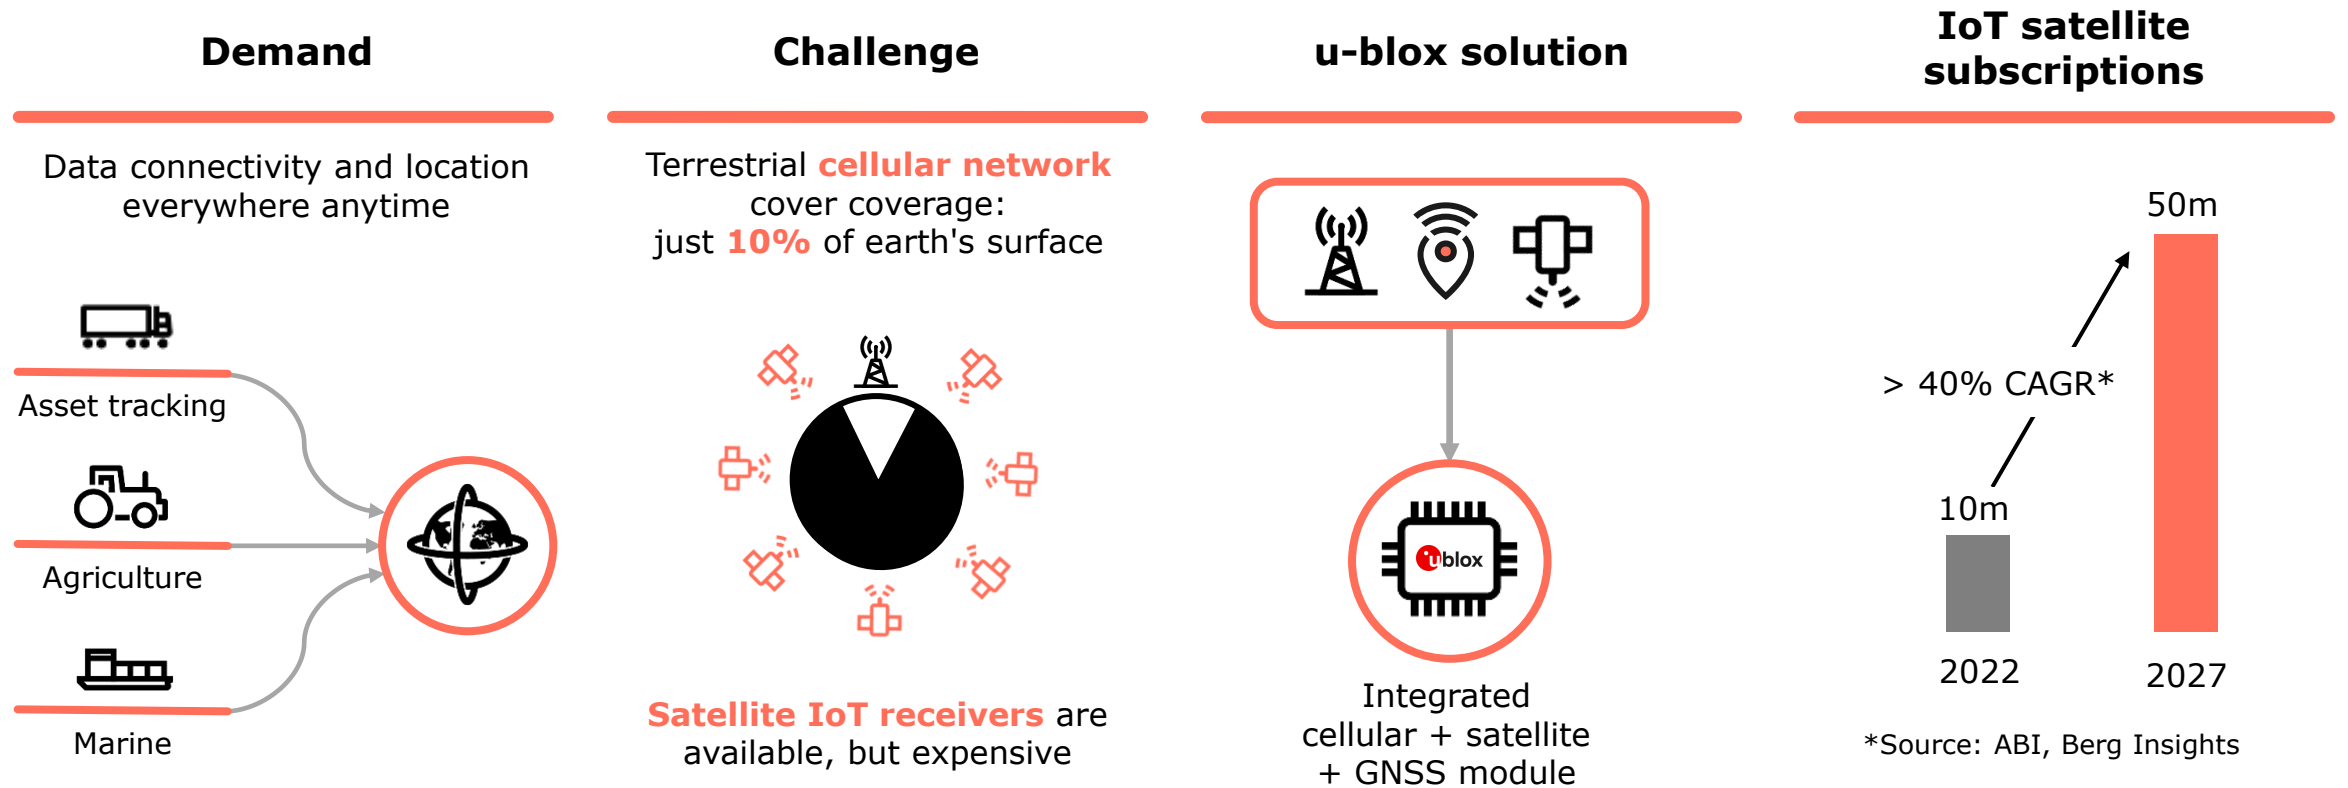 Demand
Data connectivity and location
everywhere anytime
Asset tracking
Agriculture
Marine
Challenge
Terrestrial cellular network
cover coverage:
just 10% of earth's surface
Satellite IoT receivers are
available, but expensive
u-blox solution
ublox
Integrated
cellular + satellite
+ GNSS module
IoT satellite
subscriptions
50m
> 40% CAGR*
10m
2022
2027
*Source: ABI, Berg Insights